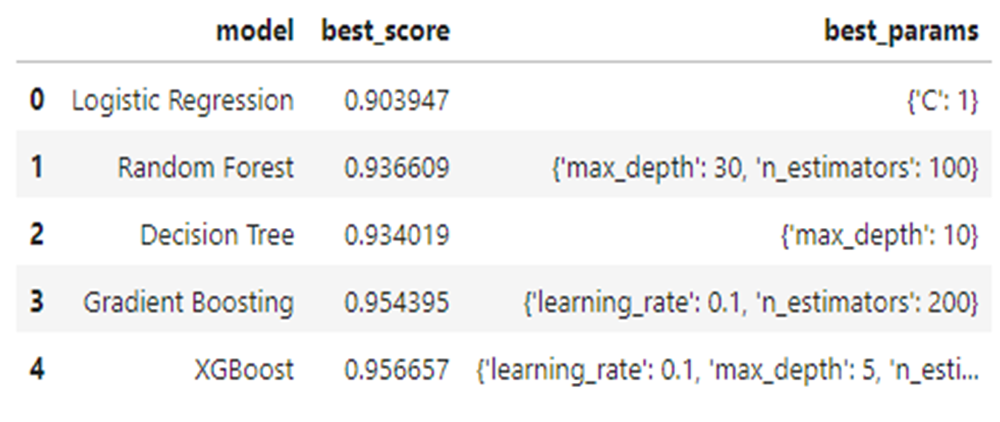 model best_score best_params
0 Logistic Regression 0.903947 {'C': 1}
1 Random Forest 0.936609 {'max_depth': 30, 'n_estimators': 100}
2 Decision Tree 0.934019 {'max_depth': 10}
3 Gradient Boosting 0.954395 {'learning_rate': 0.1, 'n_estimators': 200}
4 XGBoost 0.956657 {'learning_rate': 0.1, 'max_depth': 5, 'n_esti...